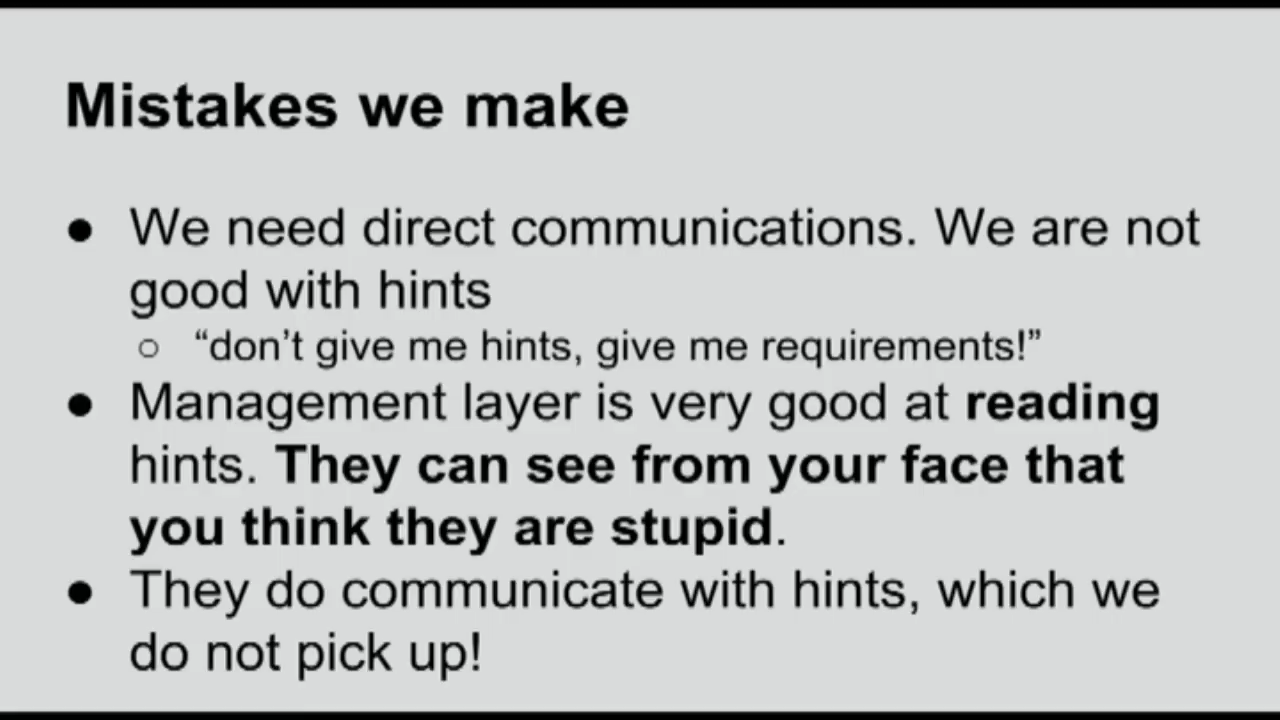 Mistakes we make
● We need direct communications. We are not
good with hints
○ “don’t give me hints, give me requirements!”
● Management layer is very good at reading
hints. They can see from your face that
you think they are stupid.
● They do communicate with hints, which we
do not pick up!